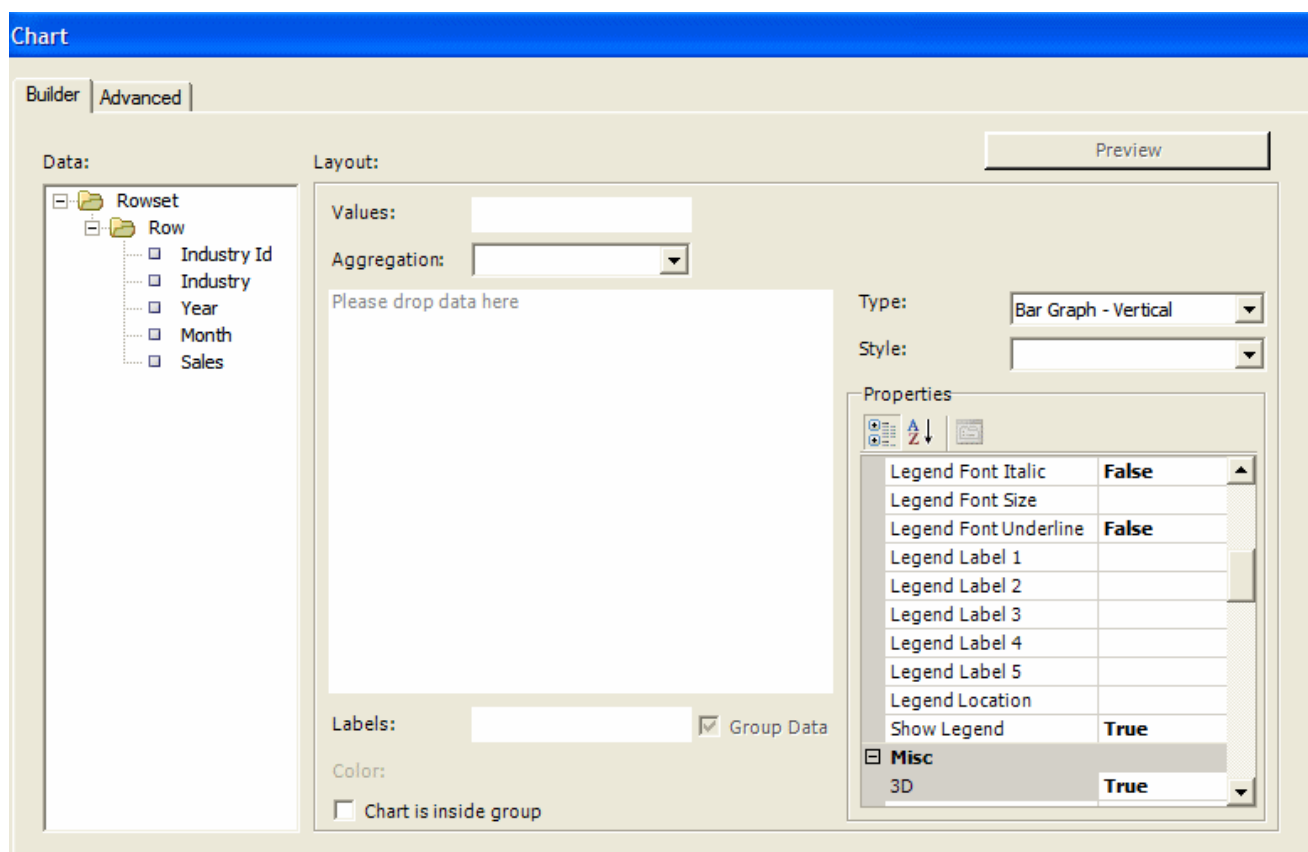 Chart
Builder
Advanced
Preview
Data:
Layout:
Rowset
Row
Industry Id
Industry
Year
Month
Sales
Values:
Aggregation:
Please drop data here
Labels:
Group Data
Color:
Chart is inside group
Type:
Bar Graph - Vertical
Style:
Properties
Legend Font Italic False
Legend Font Size
Legend Font Underline False
Legend Label 1
Legend Label 2
Legend Label 3
Legend Label 4
Legend Label 5
Legend Location
Show Legend True
Misc
3D True